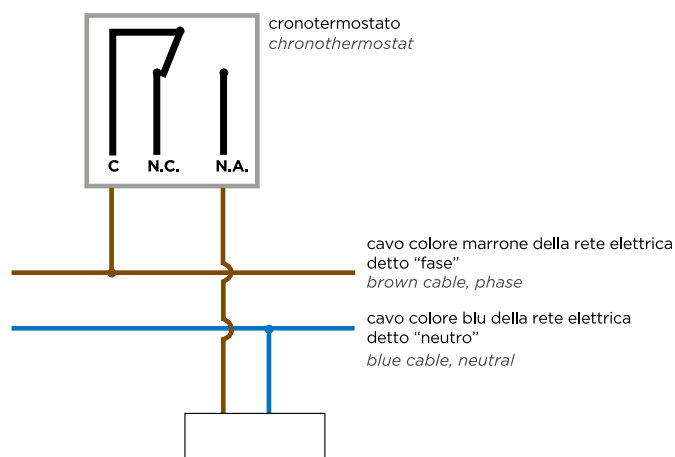 cronotermostato
chronothermostat
C N.C. N.A.
cavo colore marrone della rete elettrica
detto “fase”
brown cable, phase
cavo colore blu della rete elettrica
detto “neutro”
blue cable, neutral